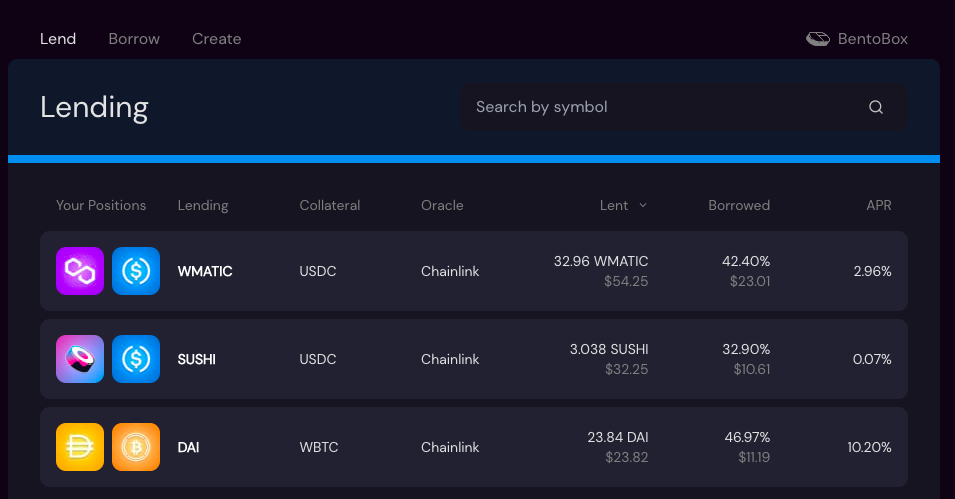 Lend Borrow Create BentoBox
Lending Search by symbol
Your Positions Lending Collateral Oracle Lent Borrowed APR
WMATIC USDC Chainlink 32.96 WMATIC 42.40% 2.96%
$54.25 $23.01
SUSHI USDC Chainlink 3.038 SUSHI 32.90% 0.07%
$32.25 $10.61
DAI WBTC Chainlink 23.84 DAI 46.97% 10.20%
$23.82 $11.19